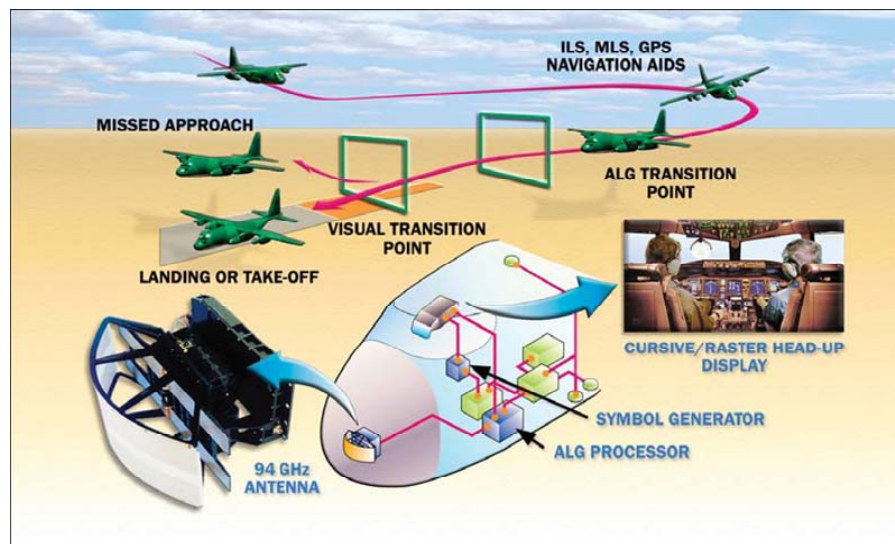 ILS, MLS, GPS
NAVIGATION AIDS
MISSED APPROACH
ALG TRANSITION
POINT
VISUAL TRANSITION
POINT
LANDING OR TAKE-OFF
CURSIVE/RASTER HEAD-UP
DISPLAY
SYMBOL GENERATOR
ALG PROCESSOR
94 GHz
ANTENNA